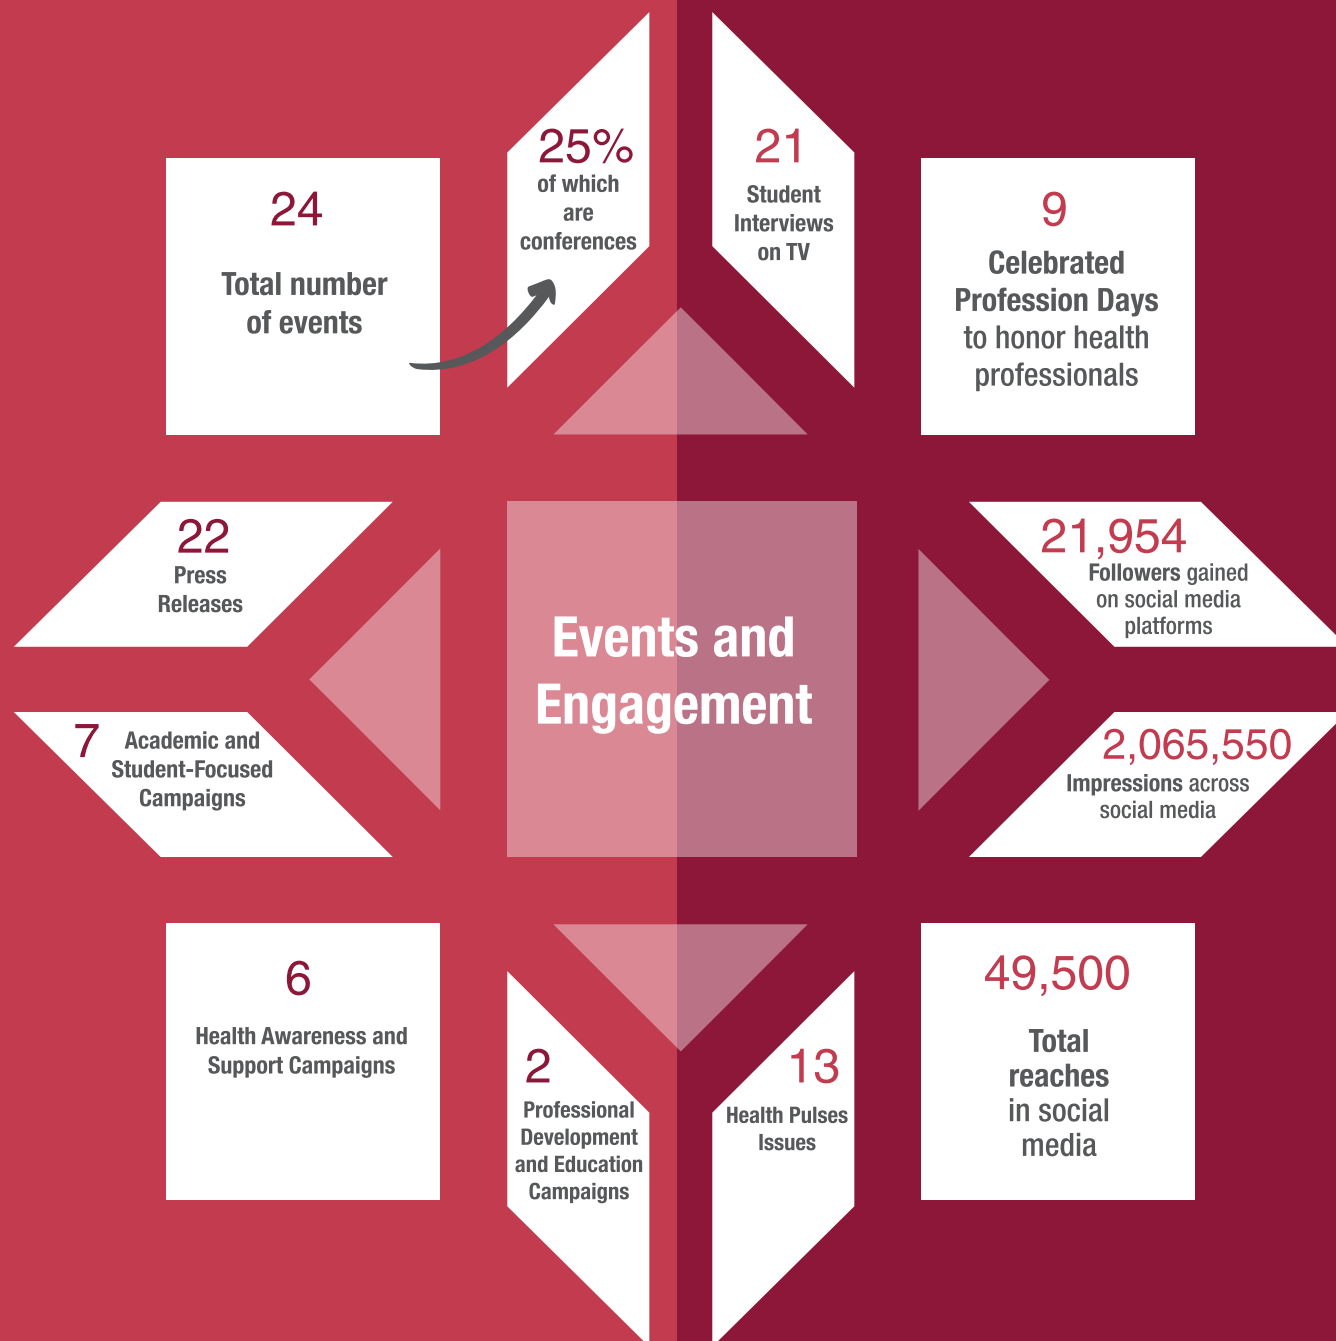 24
Total number
of events
25%
of which
are
conferences
21
Student
Interviews
on TV
9
Celebrated
Profession Days
to honor health
professionals
22
Press
Releases
21,954
Followers gained
on social media
platforms
Events and
Engagement
7
Academic and
Student-Focused
Campaigns
2,065,550
Impressions across
social media
6
Health Awareness and
Support Campaigns
2
Professional
Development
and Education
Campaigns
13
Health Pulses
Issues
49,500
Total
reaches
in social
media